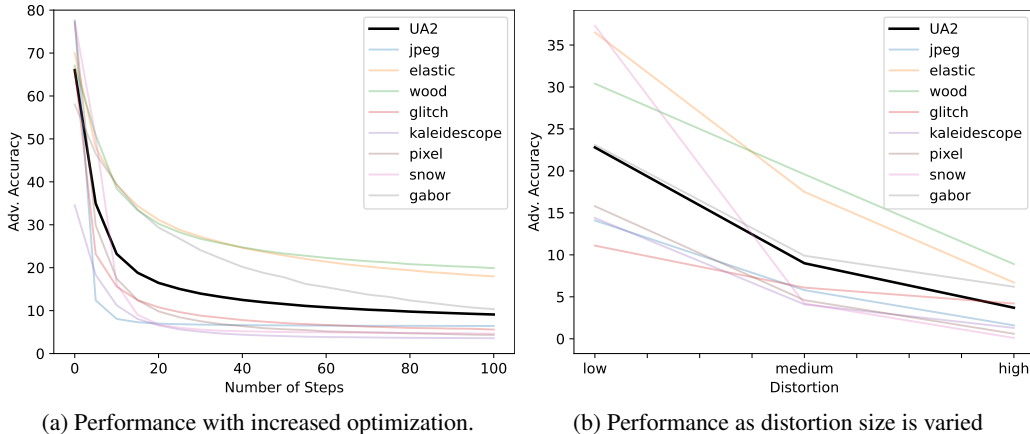 80
70
60
50
40
30
20
10
0
Adv. Accuracy
0 20 40 60 80 100
Number of Steps
UA2
jpeg
elastic
wood
glitch
kaleidescope
pixel
snow
gabor
(a) Performance with increased optimization.
35
30
25
20
15
10
5
0
Adv. Accuracy
low medium high
Distortion
UA2
jpeg
elastic
wood
glitch
kaleidescope
pixel
snow
gabor
(b) Performance as distortion size is varied